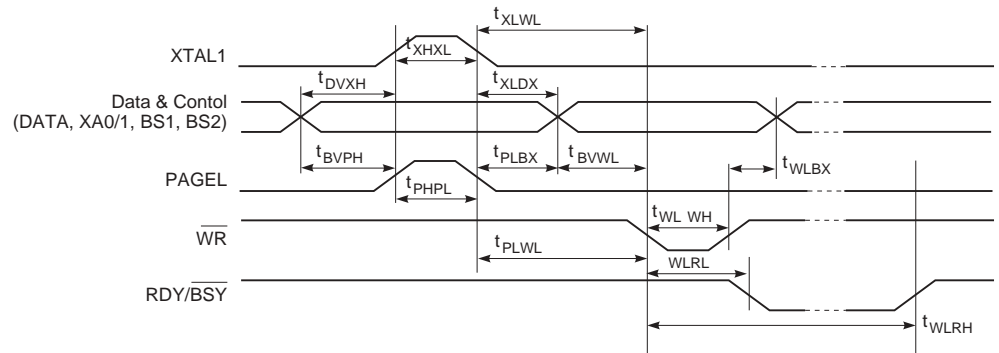 tXLWL
XTAL1
tXHXL
tDVXH
tXLDX
Data & Contol
(DATA, XA0/1, BS1, BS2)
tBVPH
tPLBX
tBVWL
tWLBX
PAGEL
tPHPL
WR
tWL WH
tPLWL
WLRL
RDY/BSY
tWLRH